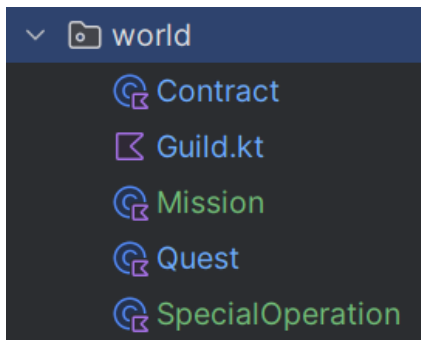 world
Contract
Guild.kt
Mission
Quest
SpecialOperation